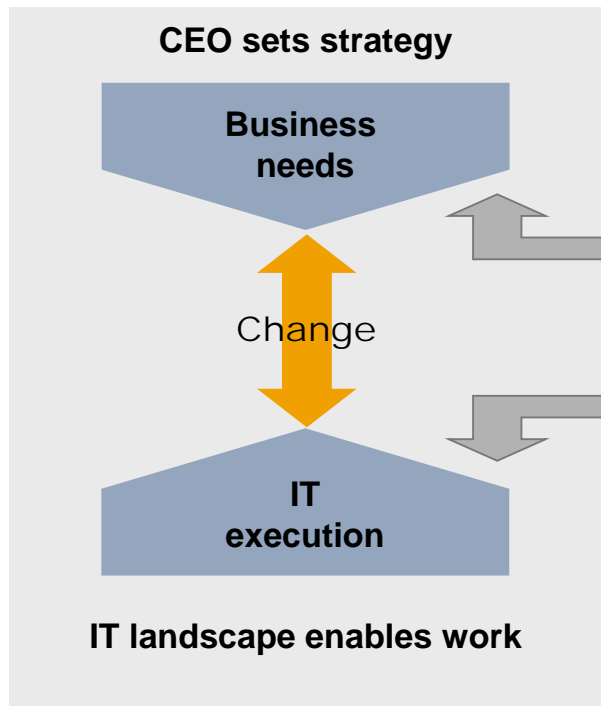 CEO sets strategy
Business
needs
Change
IT
execution
IT landscape enables work